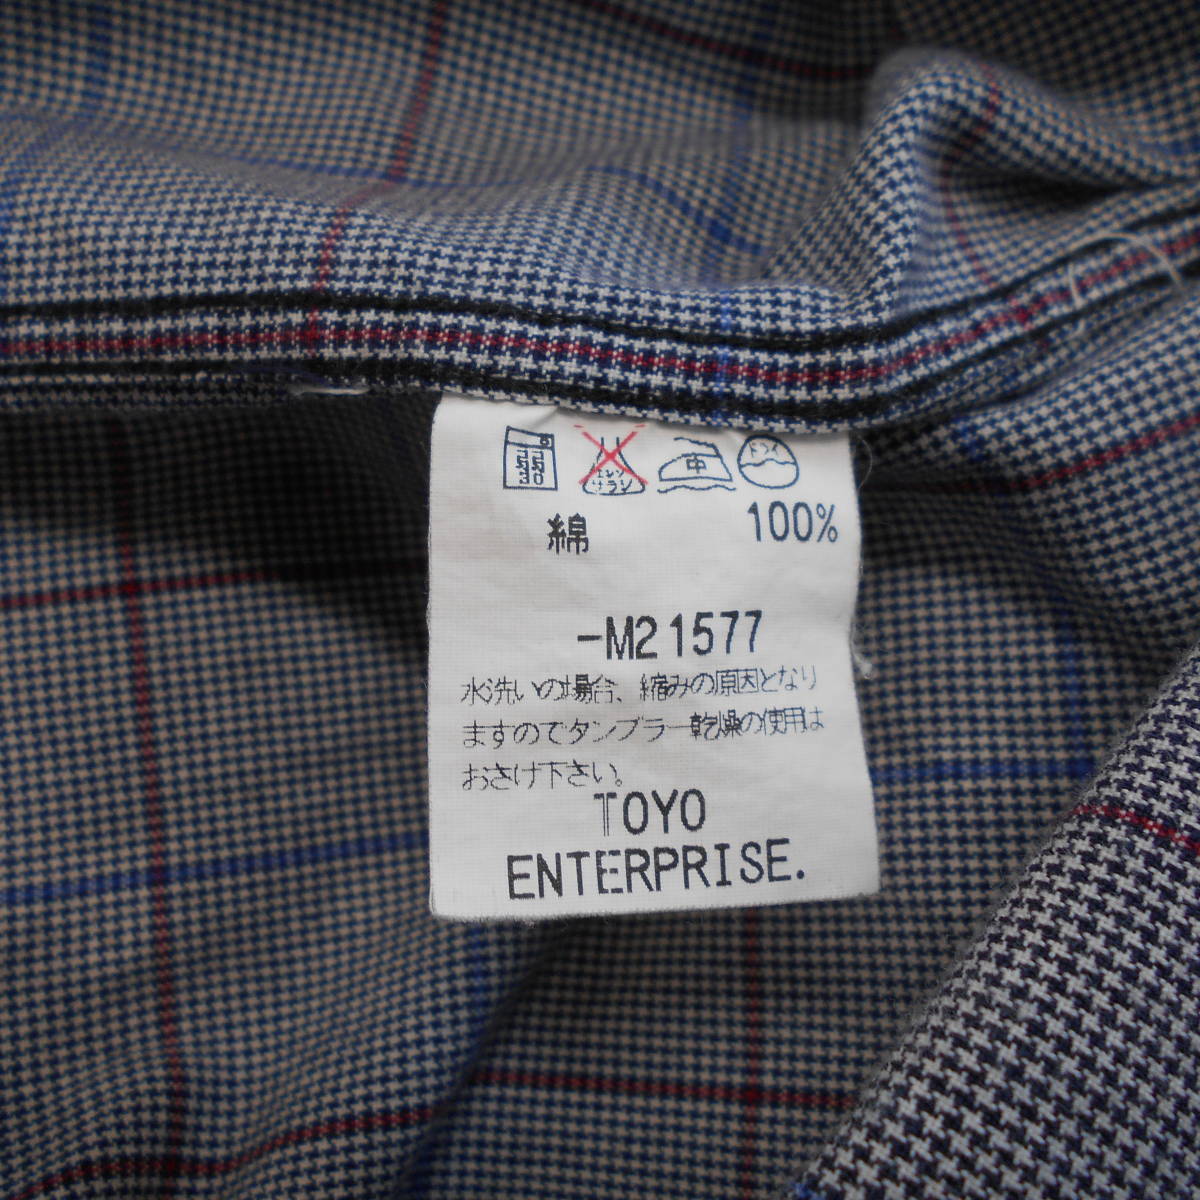 弱
30
エンソ
サラシ
中
ドライ
綿 100%
-M21577
水洗いの場合、縮みの原因となり
ますのでタンブラー乾燥の使用は
おさけ下さい。
TOYO
ENTERPRISE.